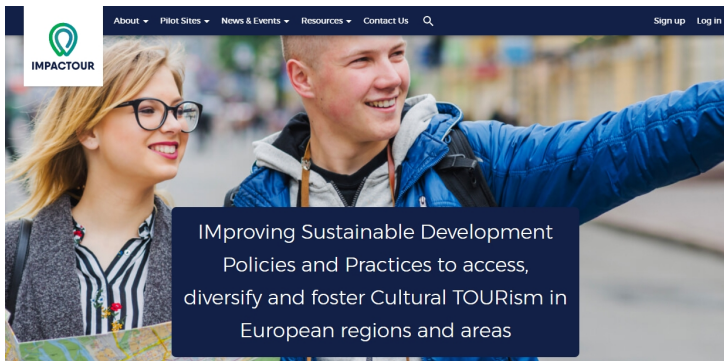 About Pilot Sites News & Events Resources Contact Us Sign up Log in
IMPACTOUR
IMproving Sustainable Development
Policies and Practices to access,
diversify and foster Cultural TOURism in
European regions and areas